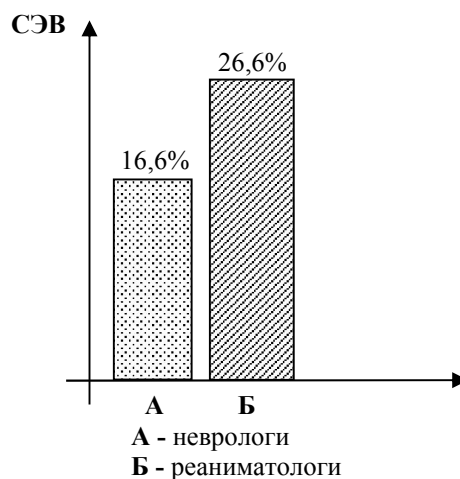 СЭВ
26,6%
16,6%
А Б
А - неврологи
Б - реаниматологи